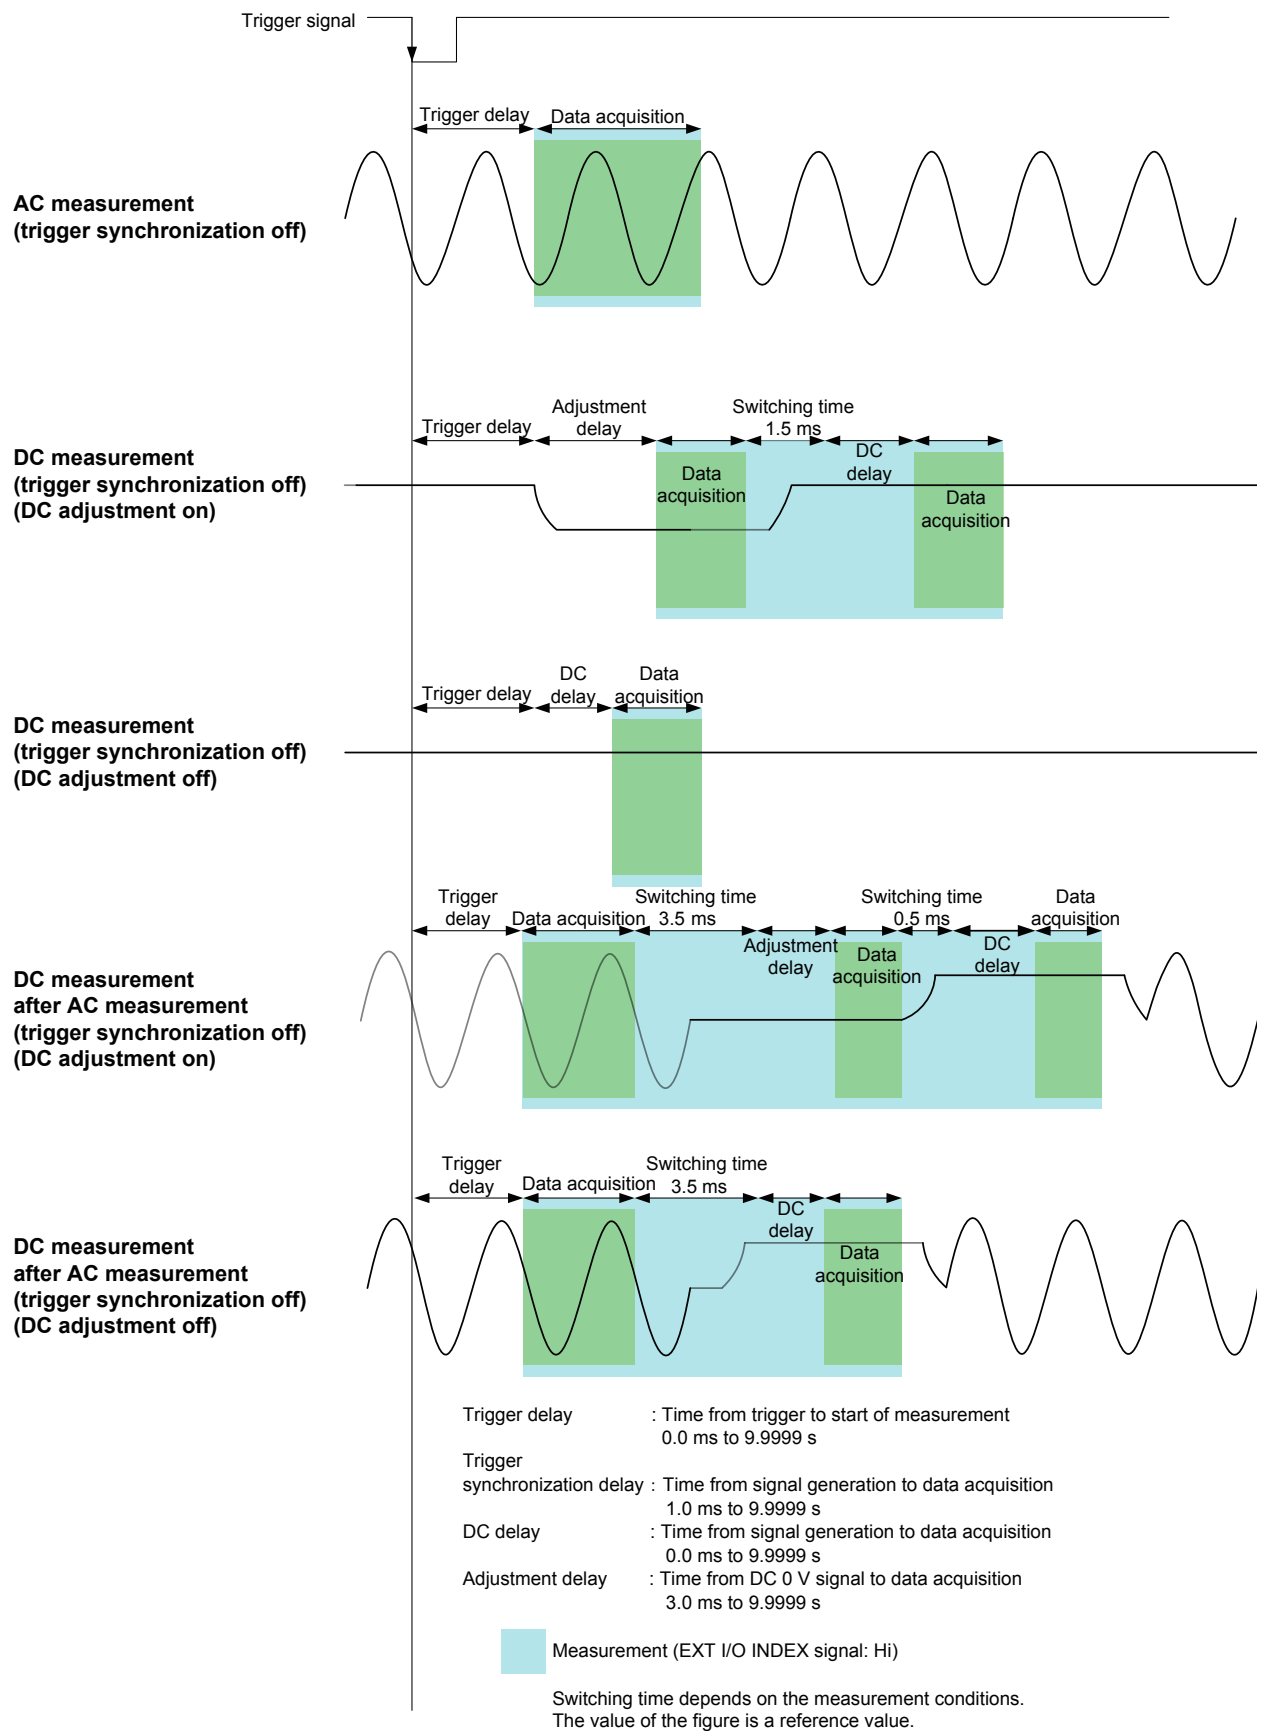 Trigger signal
Trigger delay
Data acquisition
AC measurement
(trigger synchronization off)
Trigger delay
Adjustment
delay
Switching time
1.5 ms
DC
delay
Data
acquisition
Data
acquisition
DC measurement
(trigger synchronization off)
(DC adjustment on)
Trigger delay
DC
delay
Data
acquisition
DC measurement
(trigger synchronization off)
(DC adjustment off)
Trigger
delay
Data acquisition
Switching time
3.5 ms
Adjustment
delay
Data
acquisition
Switching time
0.5 ms
DC
delay
Data
acquisition
DC measurement
after AC measurement
(trigger synchronization off)
(DC adjustment on)
Trigger
delay
Data acquisition
Switching time
3.5 ms
DC
delay
Data
acquisition
DC measurement
after AC measurement
(trigger synchronization off)
(DC adjustment off)
Trigger delay : Time from trigger to start of measurement
0.0 ms to 9.9999 s
Trigger
synchronization delay : Time from signal generation to data acquisition
1.0 ms to 9.9999 s
DC delay : Time from signal generation to data acquisition
0.0 ms to 9.9999 s
Adjustment delay : Time from DC 0 V signal to data acquisition
3.0 ms to 9.9999 s
Measurement (EXT I/O INDEX signal: Hi)
Switching time depends on the measurement conditions.
The value of the figure is a reference value.